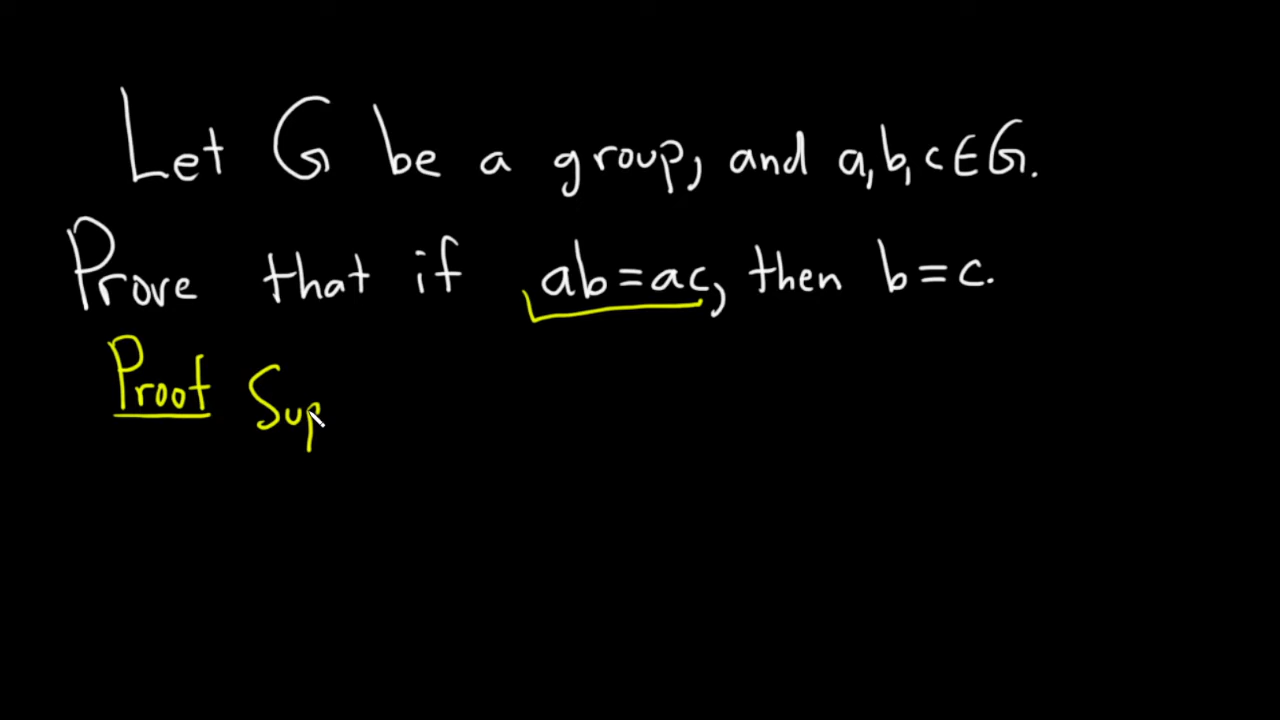 Let G be a group, and a, b, c ∈ G.
Prove that if ab = ac, then b = c.
Proof Sup